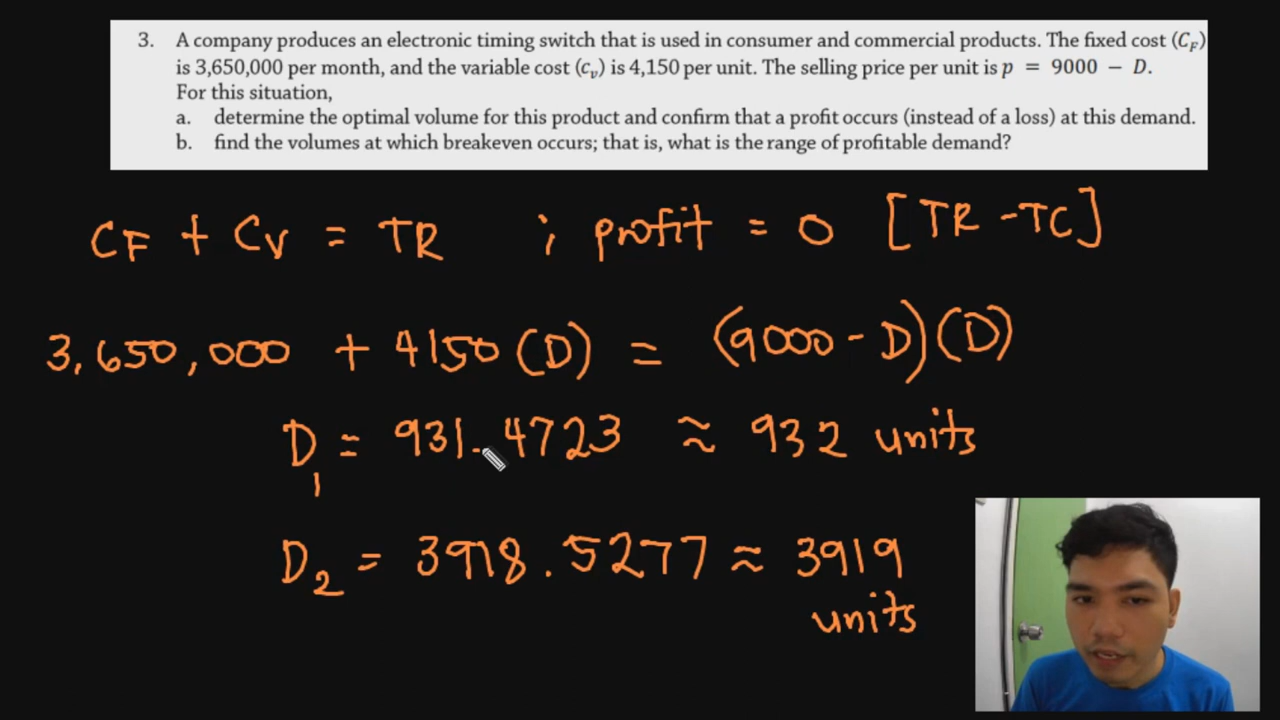 3. A company produces an electronic timing switch that is used in consumer and commercial products. The fixed cost (C_F)
is 3,650,000 per month, and the variable cost (c_v) is 4,150 per unit. The selling price per unit is p = 9000 − D.
For this situation,
a. determine the optimal volume for this product and confirm that a profit occurs (instead of a loss) at this demand.
b. find the volumes at which breakeven occurs; that is, what is the range of profitable demand?
CF + CV = TR ; profit = 0 [TR - TC]
3,650,000 + 4150(D) = (9000 - D)(D)
D1 = 931.4723 ≈ 932 units
D2 = 3918.5277 ≈ 3919
units